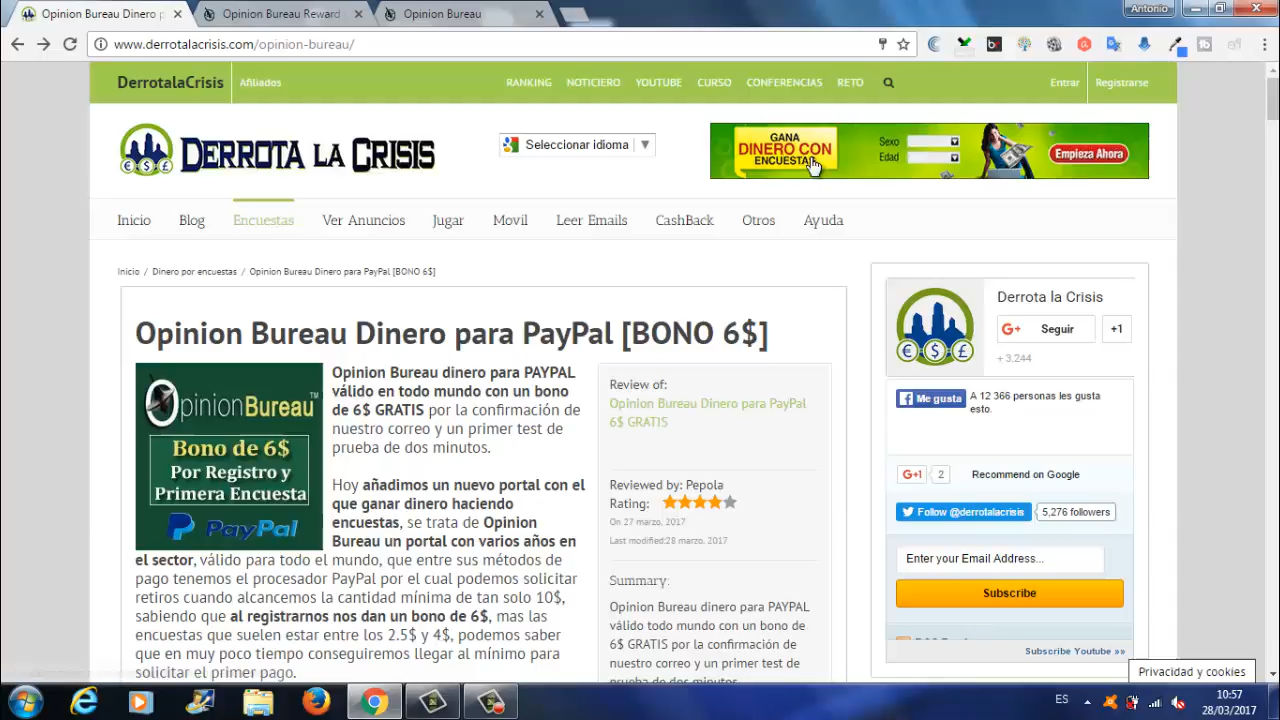 Opinion Bureau Dinero p
Opinion Bureau Reward
Opinion Bureau
Antonio
www.derrotalacrisis.com/opinion-bureau/
DerrotalaCrisis
Afiliados
RANKING
NOTICIERO
YOUTUBE
CURSO
CONFERENCIAS
RETO
Entrar
Registrarse
DERROTA LA CRISIS
Seleccionar idioma
GANA
DINERO CON
ENCUESTAS
Sexo
Edad
Empieza Ahora
Inicio
Blog
Encuestas
Ver Anuncios
Jugar
Movil
Leer Emails
CashBack
Otros
Ayuda
Inicio / Dinero por encuestas / Opinion Bureau Dinero para PayPal [BONO 6$]
Opinion Bureau Dinero para PayPal [BONO 6$]
OpinionBureau™
Bono de 6$
Por Registro y
Primera Encuesta
PayPal
Opinion Bureau dinero para PAYPAL
válido en todo mundo con un bono
de 6$ GRATIS por la confirmación de
nuestro correo y un primer test de
prueba de dos minutos.
Hoy añadimos un nuevo portal con el
que ganar dinero haciendo
encuestas, se trata de Opinion
Bureau un portal con varios años en
el sector, válido para todo el mundo, que entre sus métodos de
pago tenemos el procesador PayPal por el cual podemos solicitar
retiros cuando alcancemos la cantidad mínima de tan solo 10$,
sabiendo que al registrarnos nos dan un bono de 6$, mas las
encuestas que suelen estar entre los 2.5$ y 4$, podemos saber
que en muy poco tiempo conseguiremos llegar al mínimo para
solicitar el primer pago.
Review of:
Opinion Bureau Dinero para PayPal
6$ GRATIS
Reviewed by: Pepola
Rating:
On 27 marzo, 2017
Last modified:28 marzo, 2017
Summary:
Opinion Bureau dinero para PAYPAL
válido todo mundo con un bono de
6$ GRATIS por la confirmación de
nuestro correo y un primer test de
prueba de dos minutos
Derrota la Crisis
G+ Seguir
+1
+ 3.244
Me gusta
A 12 366 personas les gusta
esto.
G+1
2
Recommend on Google
Follow @derrotalacrisis
5,276 followers
Enter your Email Address...
Subscribe
Subscribe Youtube »»
Privacidad y cookies
ES
10:57
28/03/2017